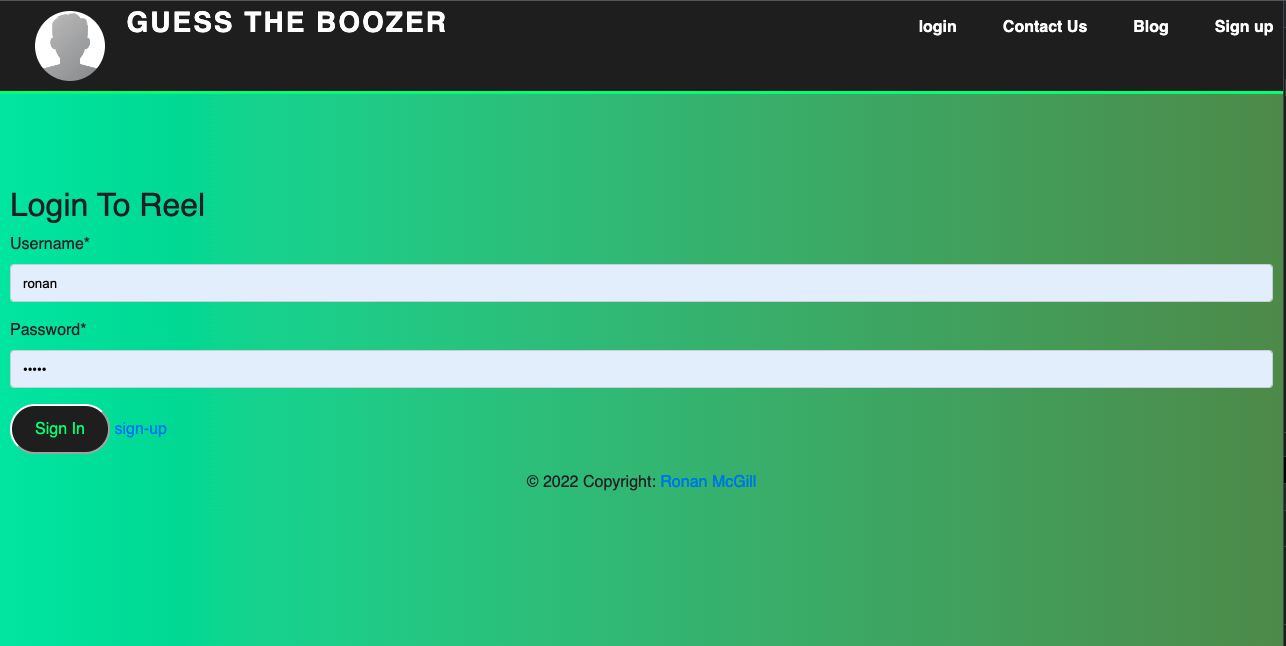 GUESS THE BOOZER
login Contact Us Blog Sign up
Login To Reel
Username*
ronan
Password*
•••••
Sign In sign-up
© 2022 Copyright: Ronan McGill